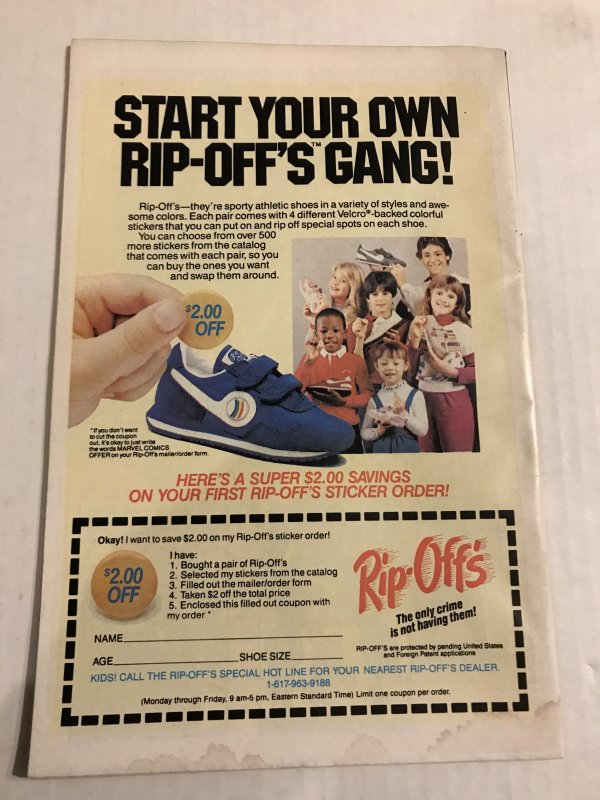 START YOUR OWN
RIP-OFF'S™ GANG!
Rip-Off's—they're sporty athletic shoes in a variety of styles and awe-
some colors. Each pair comes with 4 different Velcro®-backed colorful
stickers that you can put on and rip off special spots on each shoe.
You can choose from over 500
more stickers from the catalog
that comes with each pair, so you
can buy the ones you want
and swap them around.
$2.00
OFF
*If you don't want
to cut the coupon
out, it's okay to just write
the words MARVEL COMICS
OFFER on your Rip-Off's mailer/order form.
HERE'S A SUPER $2.00 SAVINGS
ON YOUR FIRST RIP-OFF'S STICKER ORDER!
Okay! I want to save $2.00 on my Rip-Off's sticker order!
$2.00
OFF
I have:
1. Bought a pair of Rip-Off's
2. Selected my stickers from the catalog
3. Filled out the mailer/order form
4. Taken $2 off the total price
5. Enclosed this filled out coupon with
my order *
Rip-Off's
The only crime
is not having them!
NAME
RIP-OFF'S are protected by pending United States
and Foreign Patent applications
AGE SHOE SIZE
KIDS! CALL THE RIP-OFF'S SPECIAL HOT LINE FOR YOUR NEAREST RIP-OFF'S DEALER.
1-617-963-9188
(Monday through Friday, 9 am-5 pm, Eastern Standard Time) Limit one coupon per order.